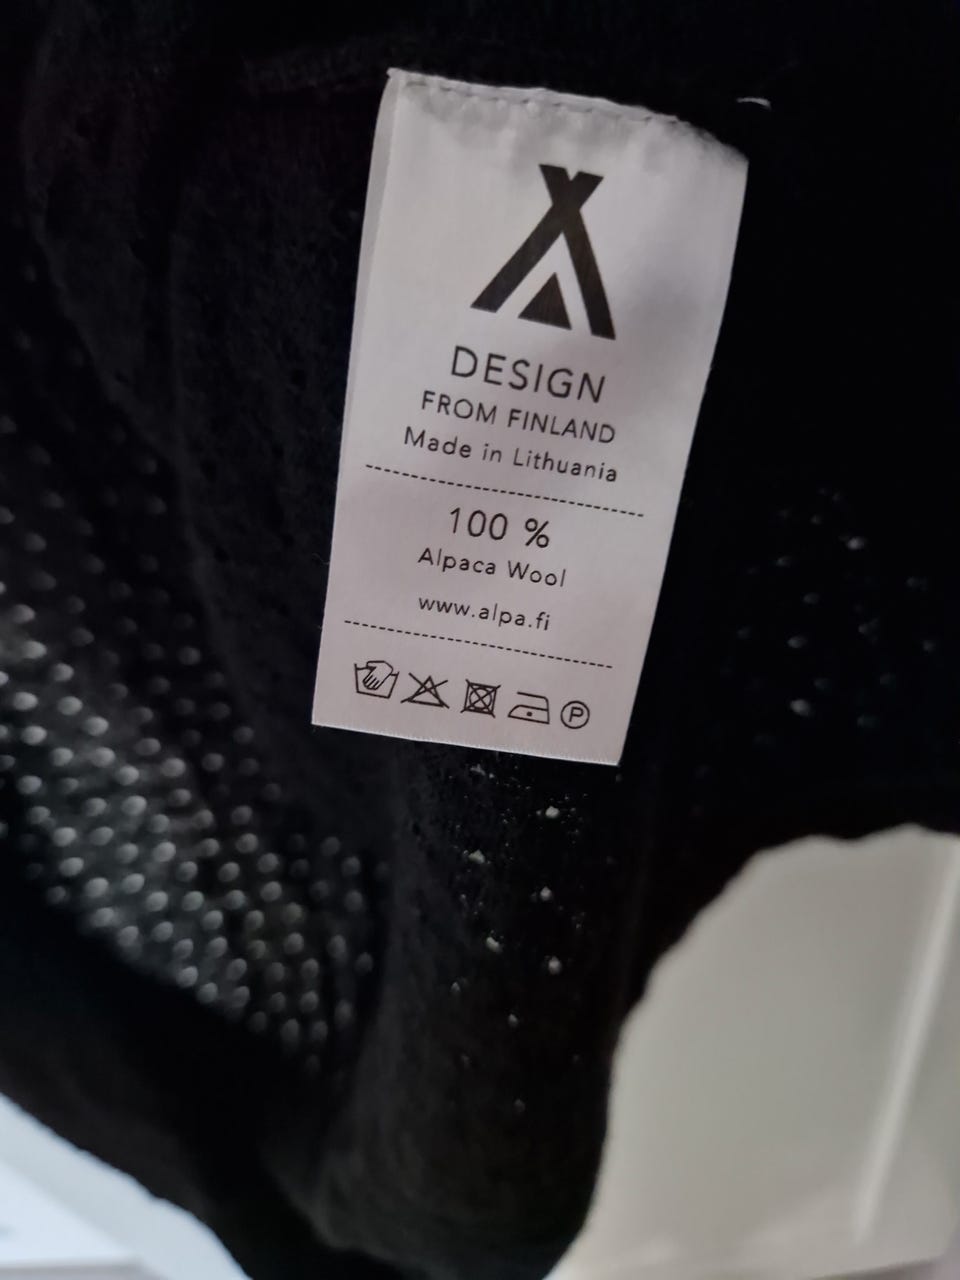 DESIGN
FROM FINLAND
Made in Lithuania
100 %
Alpaca Wool
www.alpa.fi
P